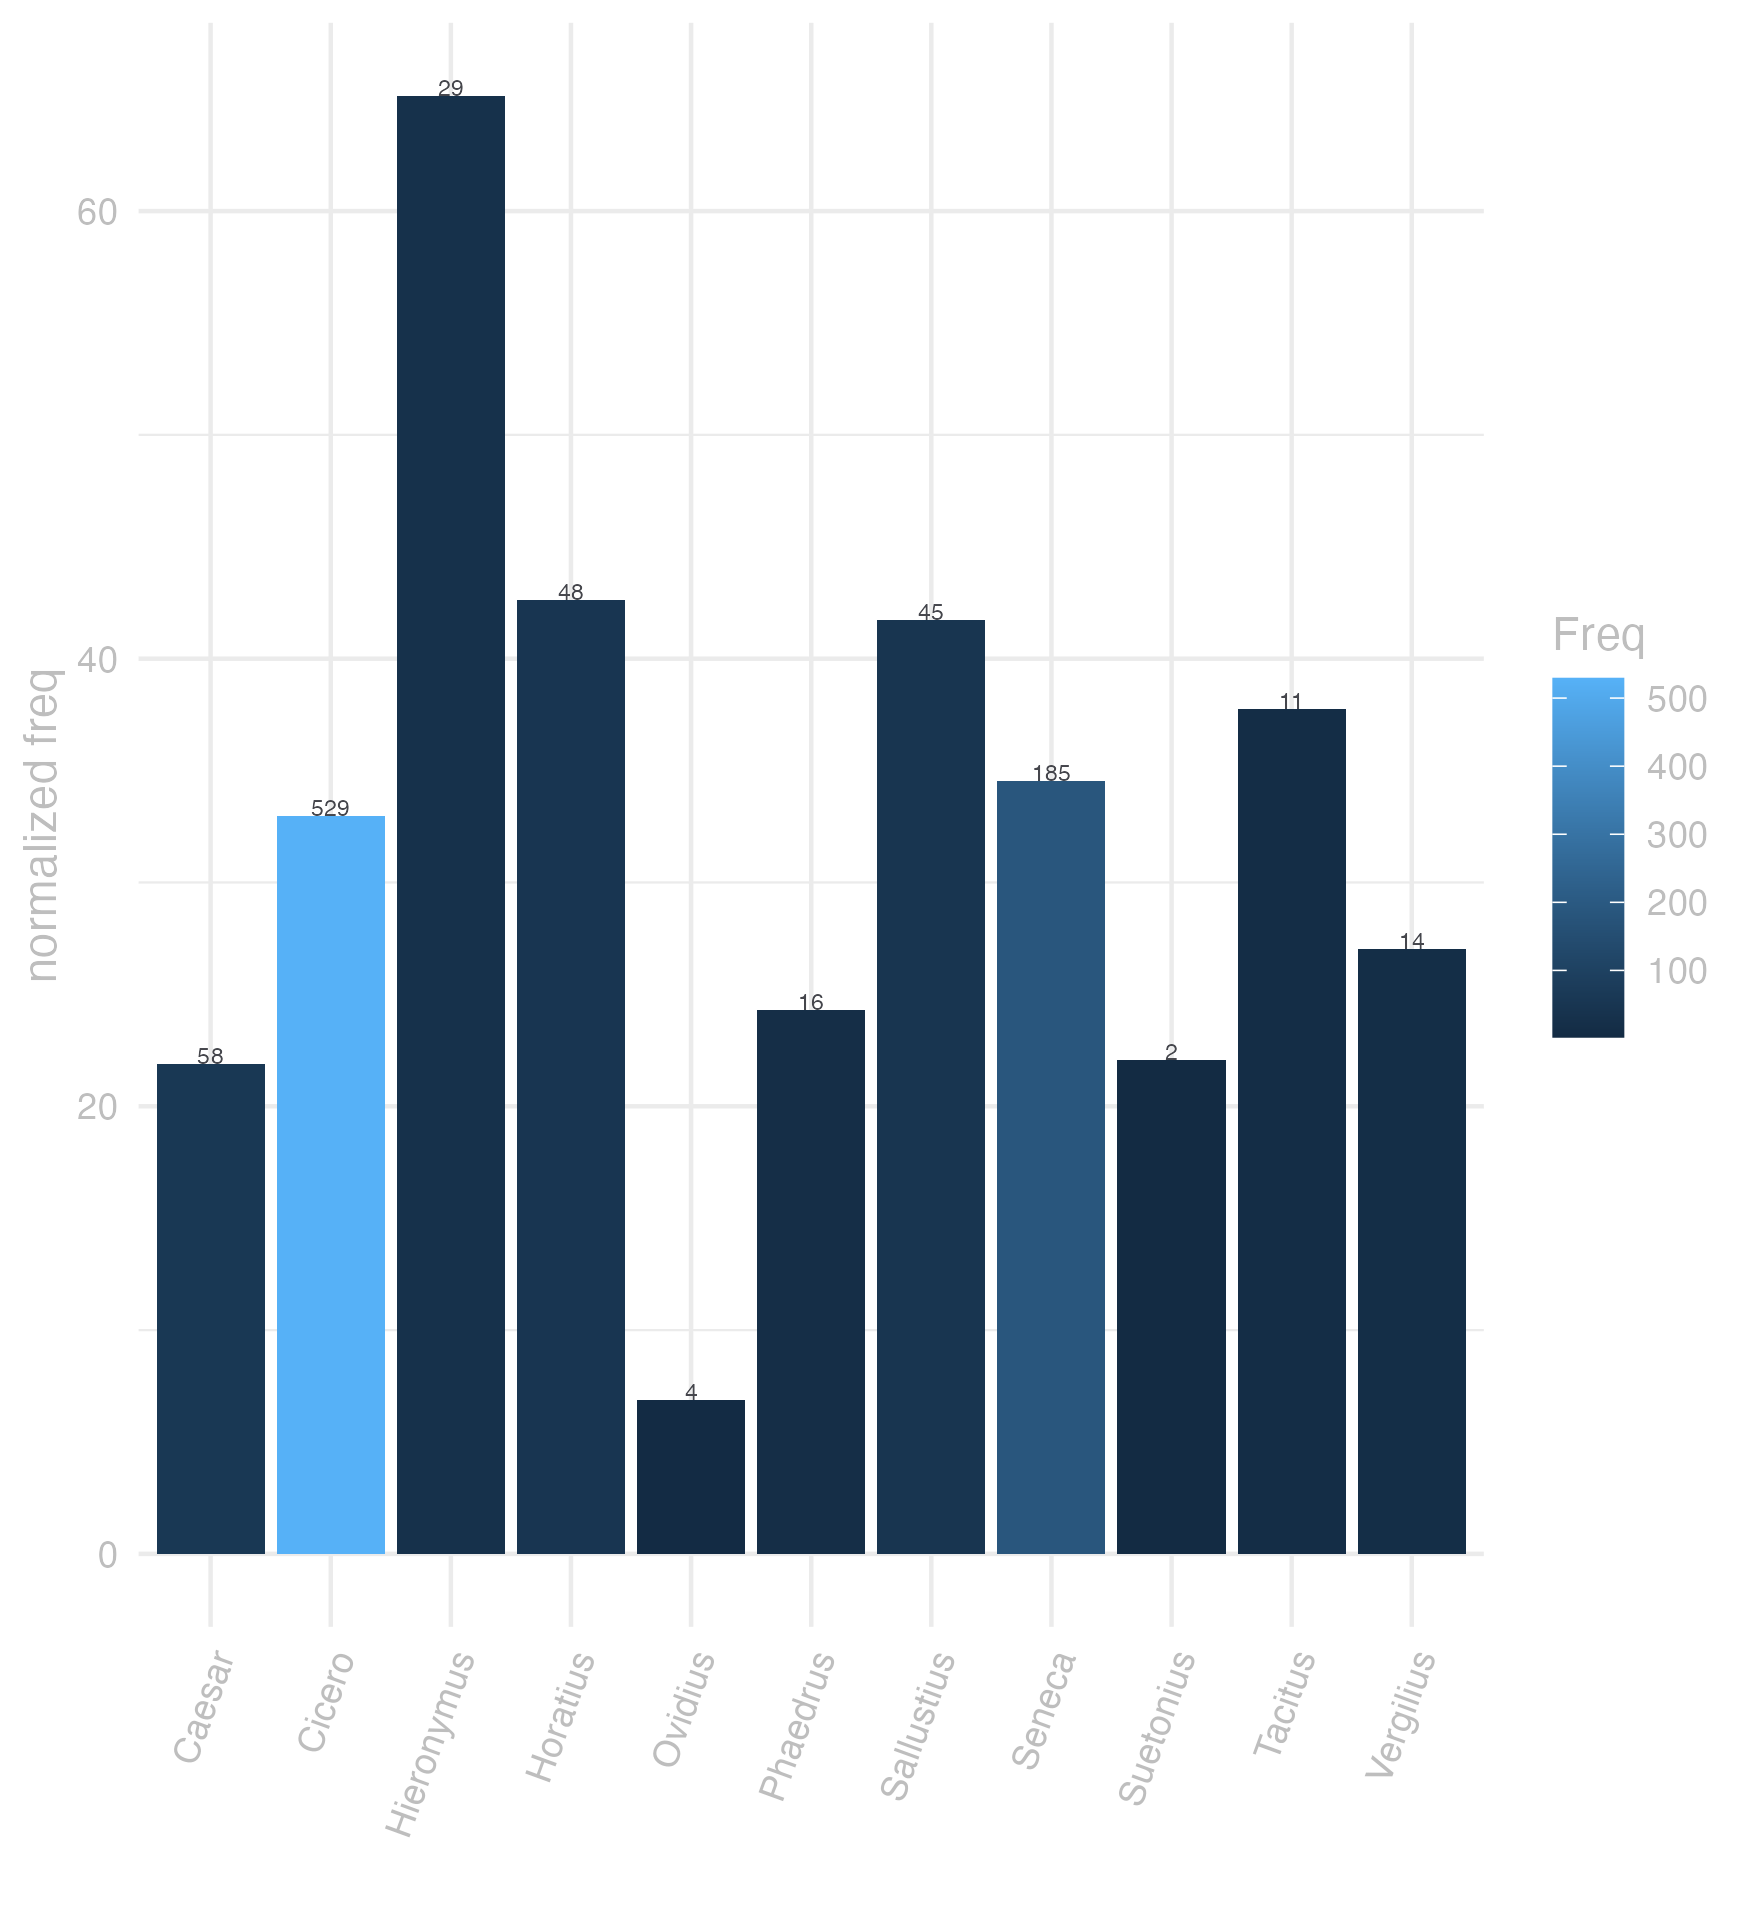 29
60
48
45
40
11
185
529
14
16
58
2
20
4
0
normalized freq
Caesar
Cicero
Hieronymus
Horatius
Ovidius
Phaedrus
Sallustius
Seneca
Suetonius
Tacitus
Vergilius
Freq
500
400
300
200
100